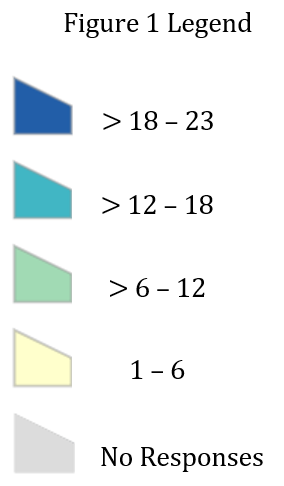 Figure 1 Legend
> 18 – 23
> 12 – 18
> 6 – 12
1 – 6
No Responses